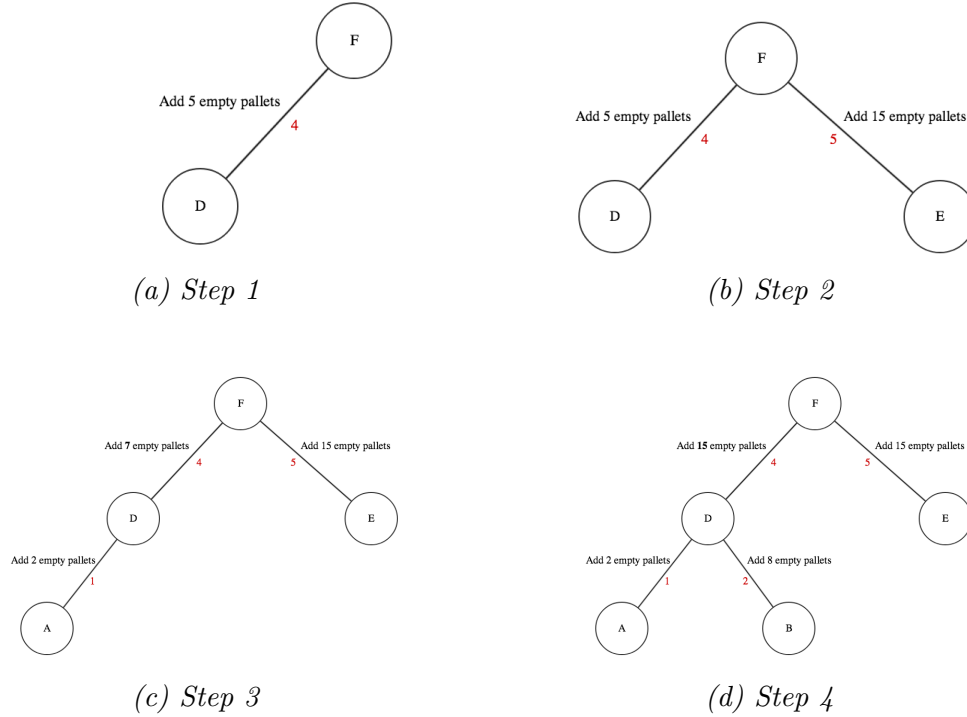 F
Add 5 empty pallets
4
D
(a) Step 1
F
Add 5 empty pallets
4
Add 15 empty pallets
5
D
E
(b) Step 2
F
Add 7 empty pallets
4
Add 15 empty pallets
5
D
E
Add 2 empty pallets
1
A
(c) Step 3
F
Add 15 empty pallets
4
Add 15 empty pallets
5
D
E
Add 2 empty pallets
1
Add 8 empty pallets
2
A
B
(d) Step 4